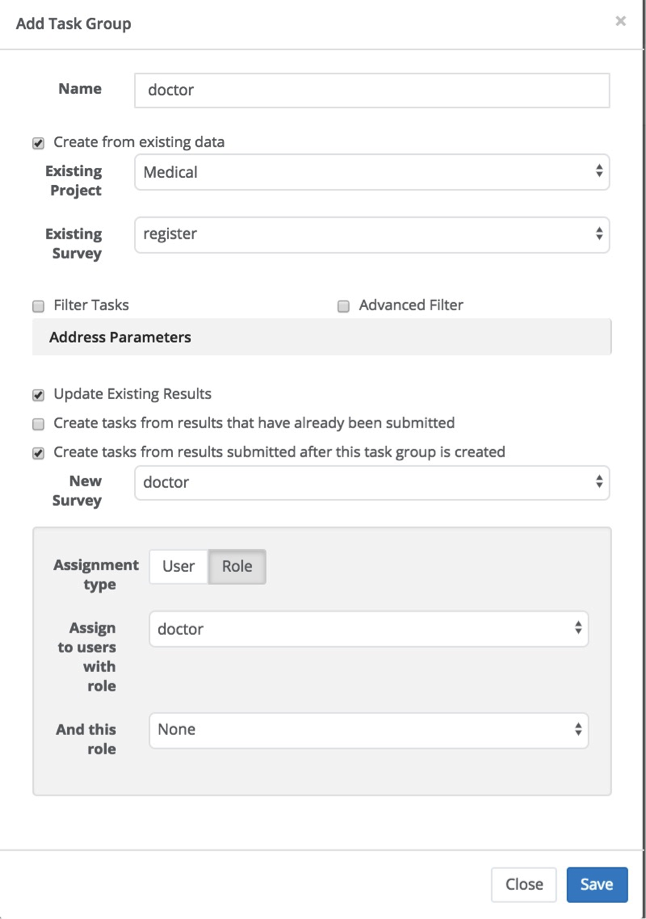 Add Task Group ×
Name doctor
Create from existing data
Existing Project Medical
Existing Survey register
Filter Tasks Advanced Filter
Address Parameters
Update Existing Results
Create tasks from results that have already been submitted
Create tasks from results submitted after this task group is created
New Survey doctor
Assignment type User Role
Assign to users with role doctor
And this role None
Close Save